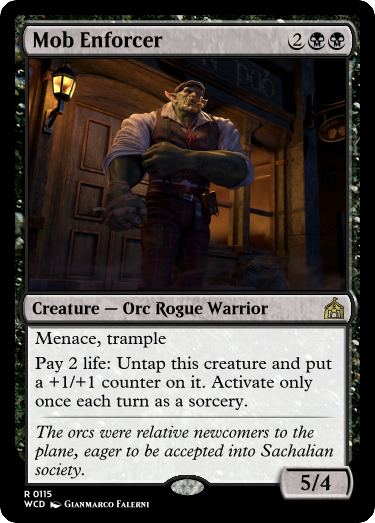 Mob Enforcer 2
Creature — Orc Rogue Warrior
Menace, trample
Pay 2 life: Untap this creature and put
a +1/+1 counter on it. Activate only
once each turn as a sorcery.
The orcs were relative newcomers to the
plane, eager to be accepted into Sachalian
society.
5/4
R 0115
WCD Gianmarco Falerni